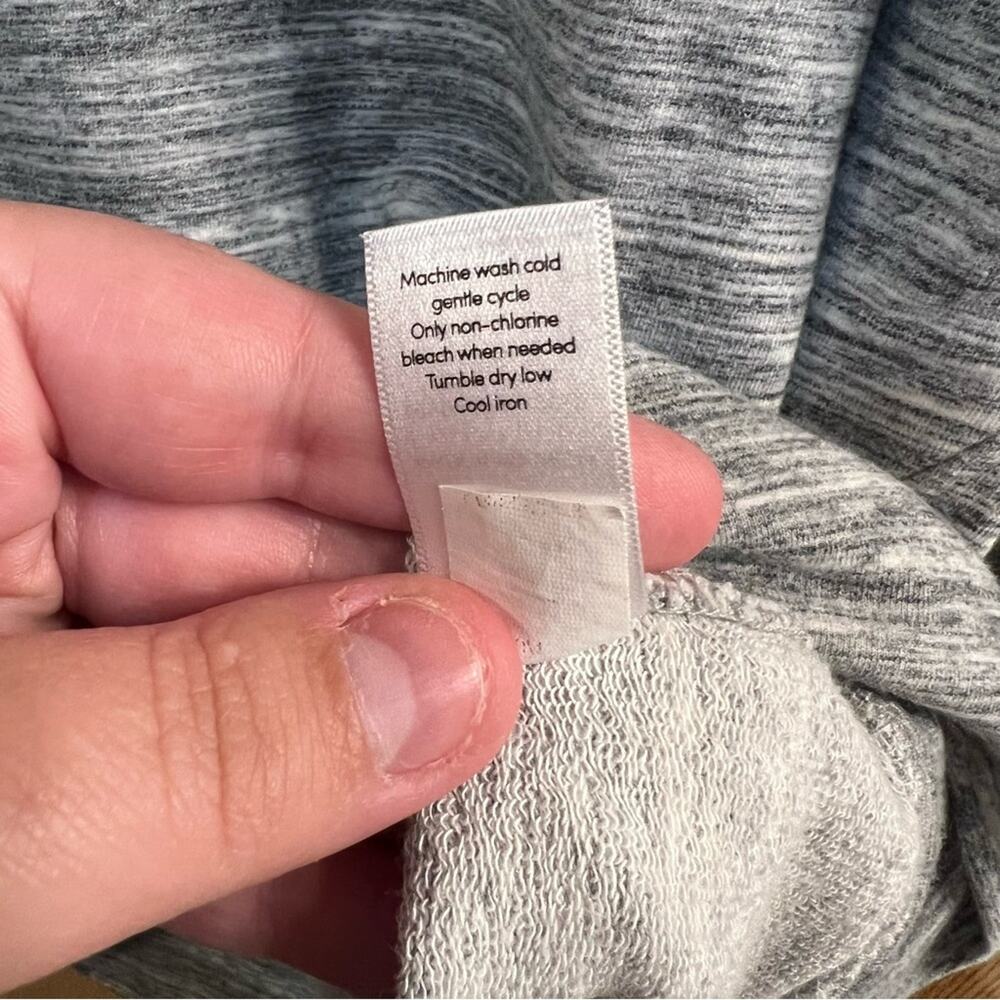 Machine wash cold
gentle cycle
Only non-chlorine
bleach when needed
Tumble dry low
Cool iron